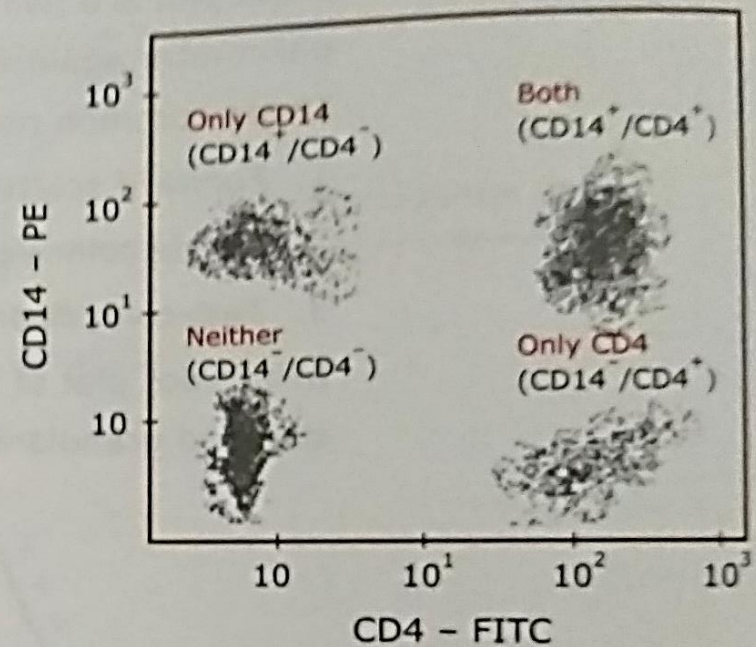 10³
Only CD14
(CD14⁺/CD4⁻)
Both
(CD14⁺/CD4⁺)
10²
CD14 – PE
10¹
Neither
(CD14⁻/CD4⁻)
Only CD4
(CD14⁻/CD4⁺)
10
10
10¹
10²
10³
CD4 – FITC